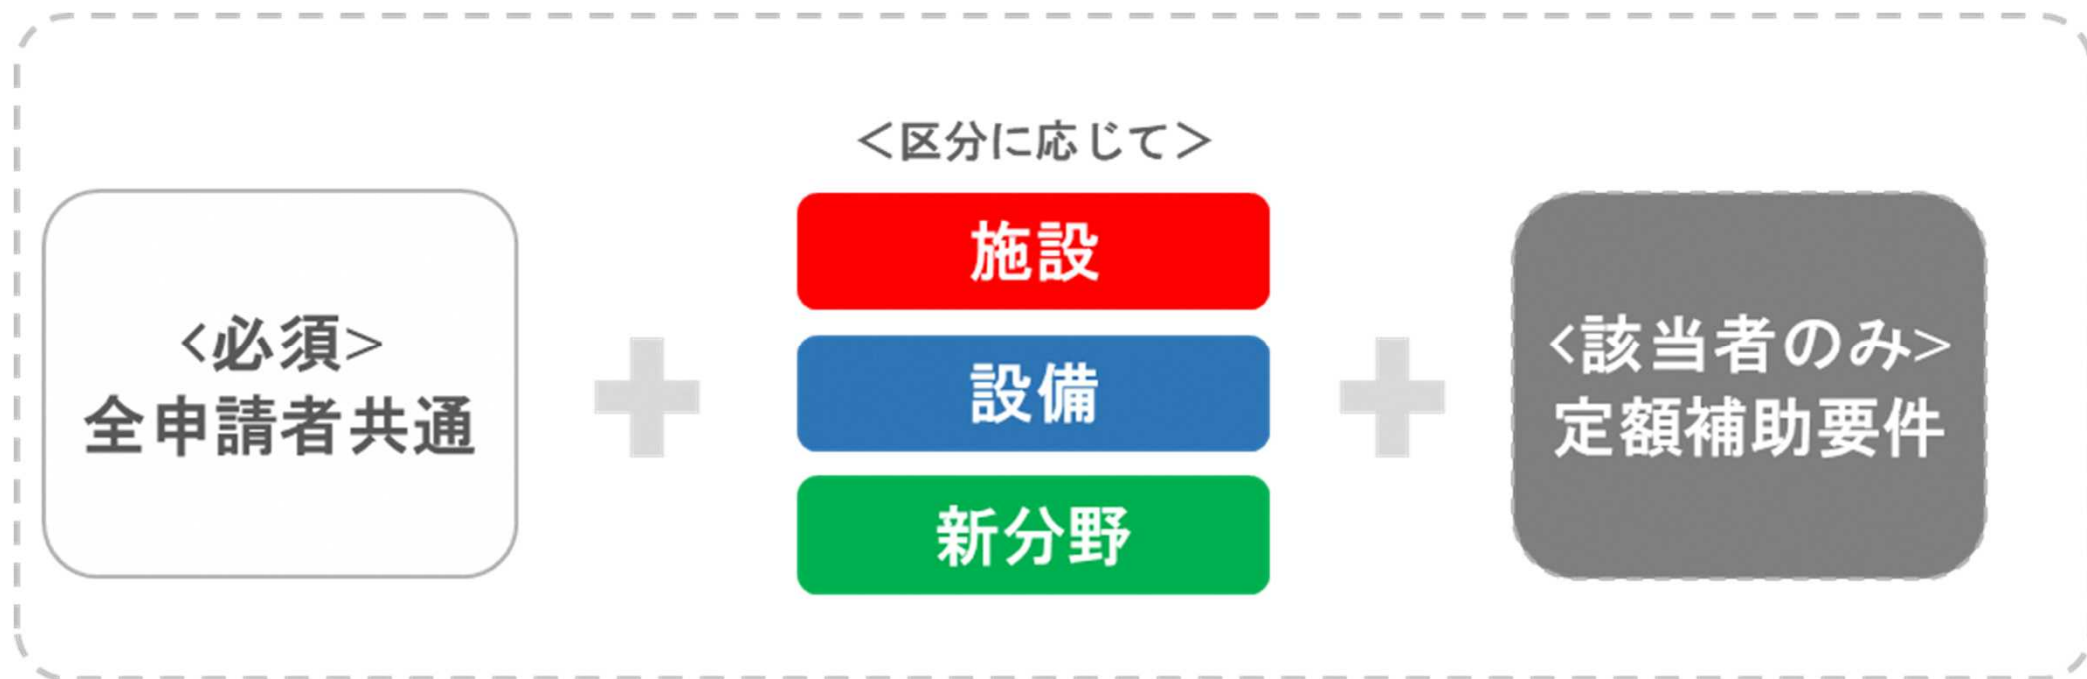 <必須>
全申請者共通
＜区分に応じて＞
施設
設備
新分野
<該当者のみ>
定額補助要件